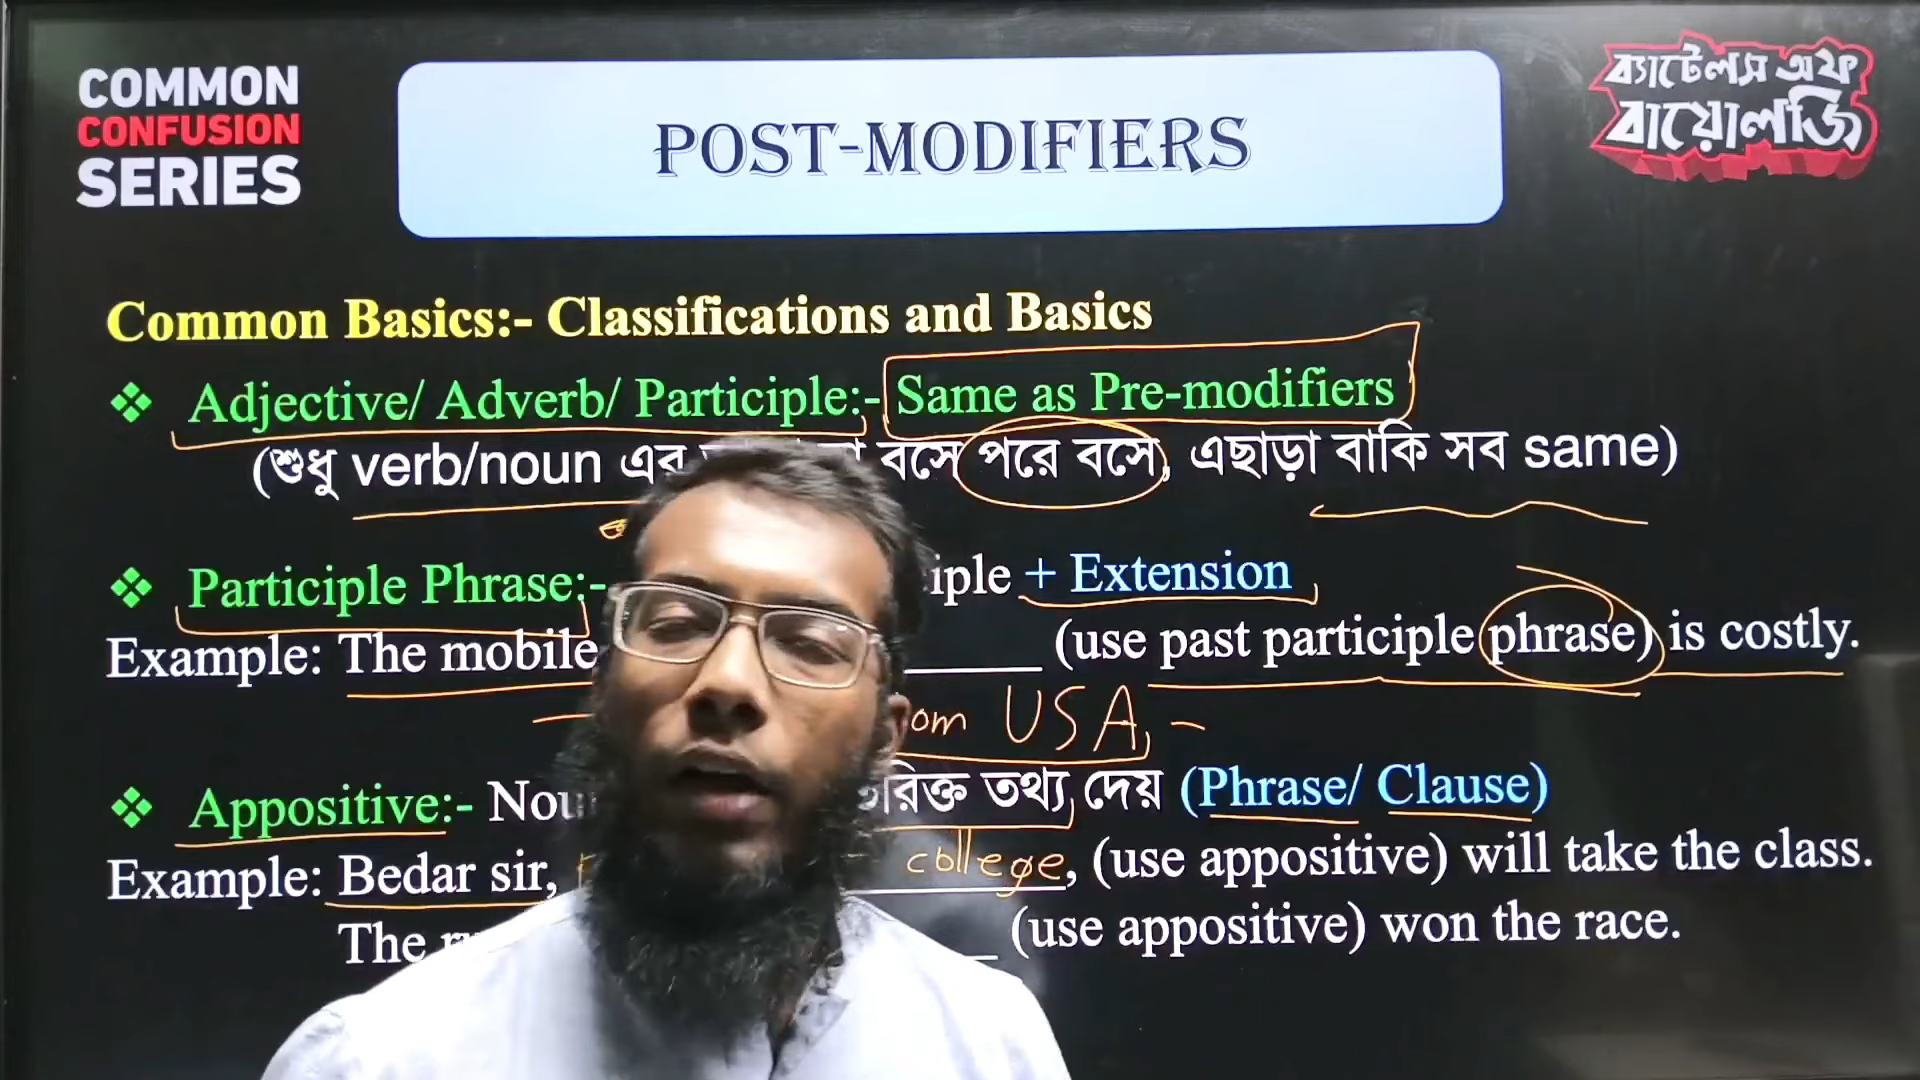 COMMON
CONFUSION
SERIES
POST-MODIFIERS
ব্যাটেলস অফ
বায়োলজি
Common Basics:- Classifications and Basics
❖ Adjective/ Adverb/ Participle:- Same as Pre-modifiers
(শুধু verb/noun এর বসে পরে বসে, এছাড়া বাকি সব same)
❖ Participle Phrase:- + Extension
Example: The mobile (use past participle phrase) is costly.
USA,
❖ Appositive:- তথ্য দেয় (Phrase/ Clause)
Example: Bedar sir, college, (use appositive) will take the class.
The (use appositive) won the race.